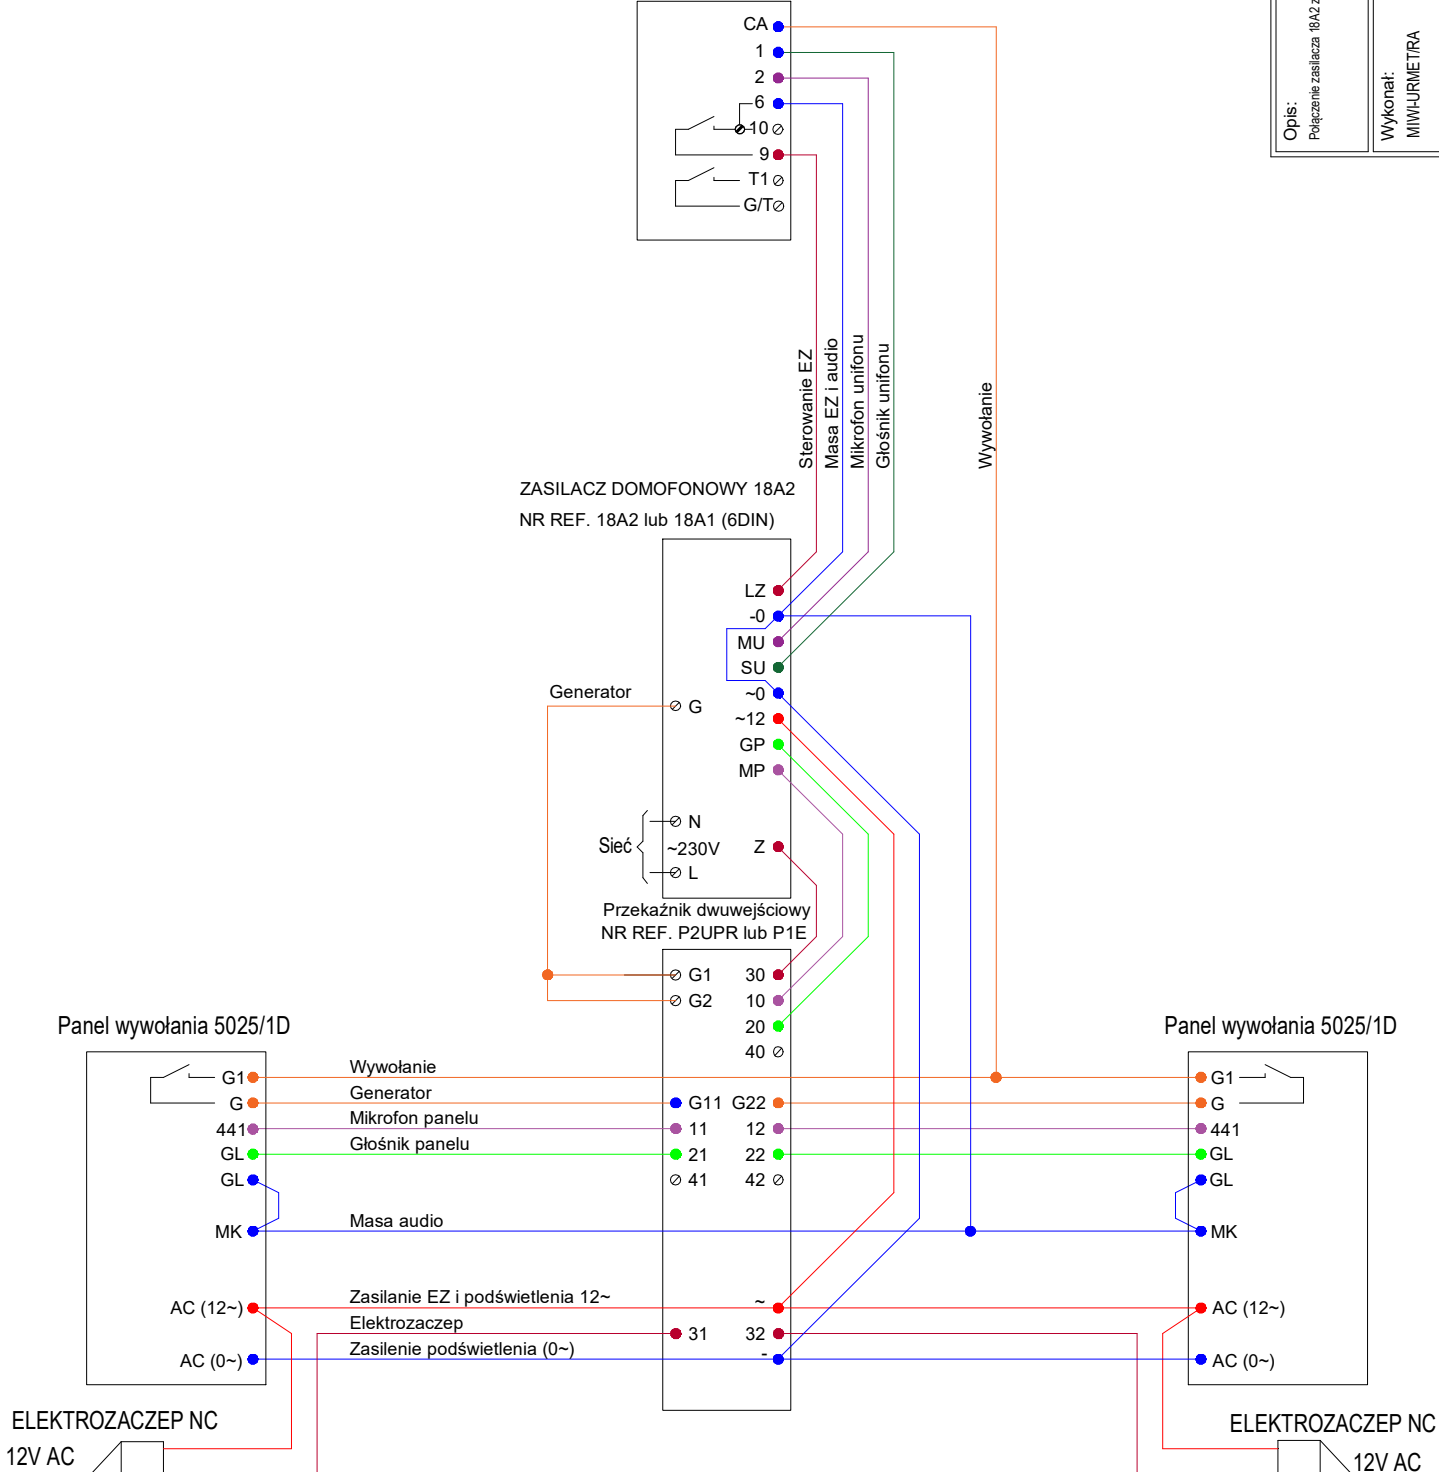 CA
1
2
6
10
9
T1
G/T
Opis:
Połączenie zasilacza 18A2 z
Wykonał:
MIWI-URMET/RA
Sterowanie EZ
Masa EZ i audio
Mikrofon unifonu
Głośnik unifonu
Wywołanie
ZASILACZ DOMOFONOWY 18A2
NR REF. 18A2 lub 18A1 (6DIN)
LZ
-0
MU
SU
~0
~12
GP
MP
Z
Generator
G
Sieć
N
~230V
L
Przekaźnik dwuwejściowy
NR REF. P2UPR lub P1E
G1 30
G2 10
20
40
G11 G22
11 12
21 22
41 42
~
31 32
-
Panel wywołania 5025/1D
G1
G
441
GL
GL
MK
AC (12~)
AC (0~)
Wywołanie
Generator
Mikrofon panelu
Głośnik panelu
Masa audio
Zasilanie EZ i podświetlenia 12~
Elektrozaczep
Zasilenie podświetlenia (0~)
Panel wywołania 5025/1D
G1
G
441
GL
GL
MK
AC (12~)
AC (0~)
ELEKTROZACZEP NC
12V AC
ELEKTROZACZEP NC
12V AC